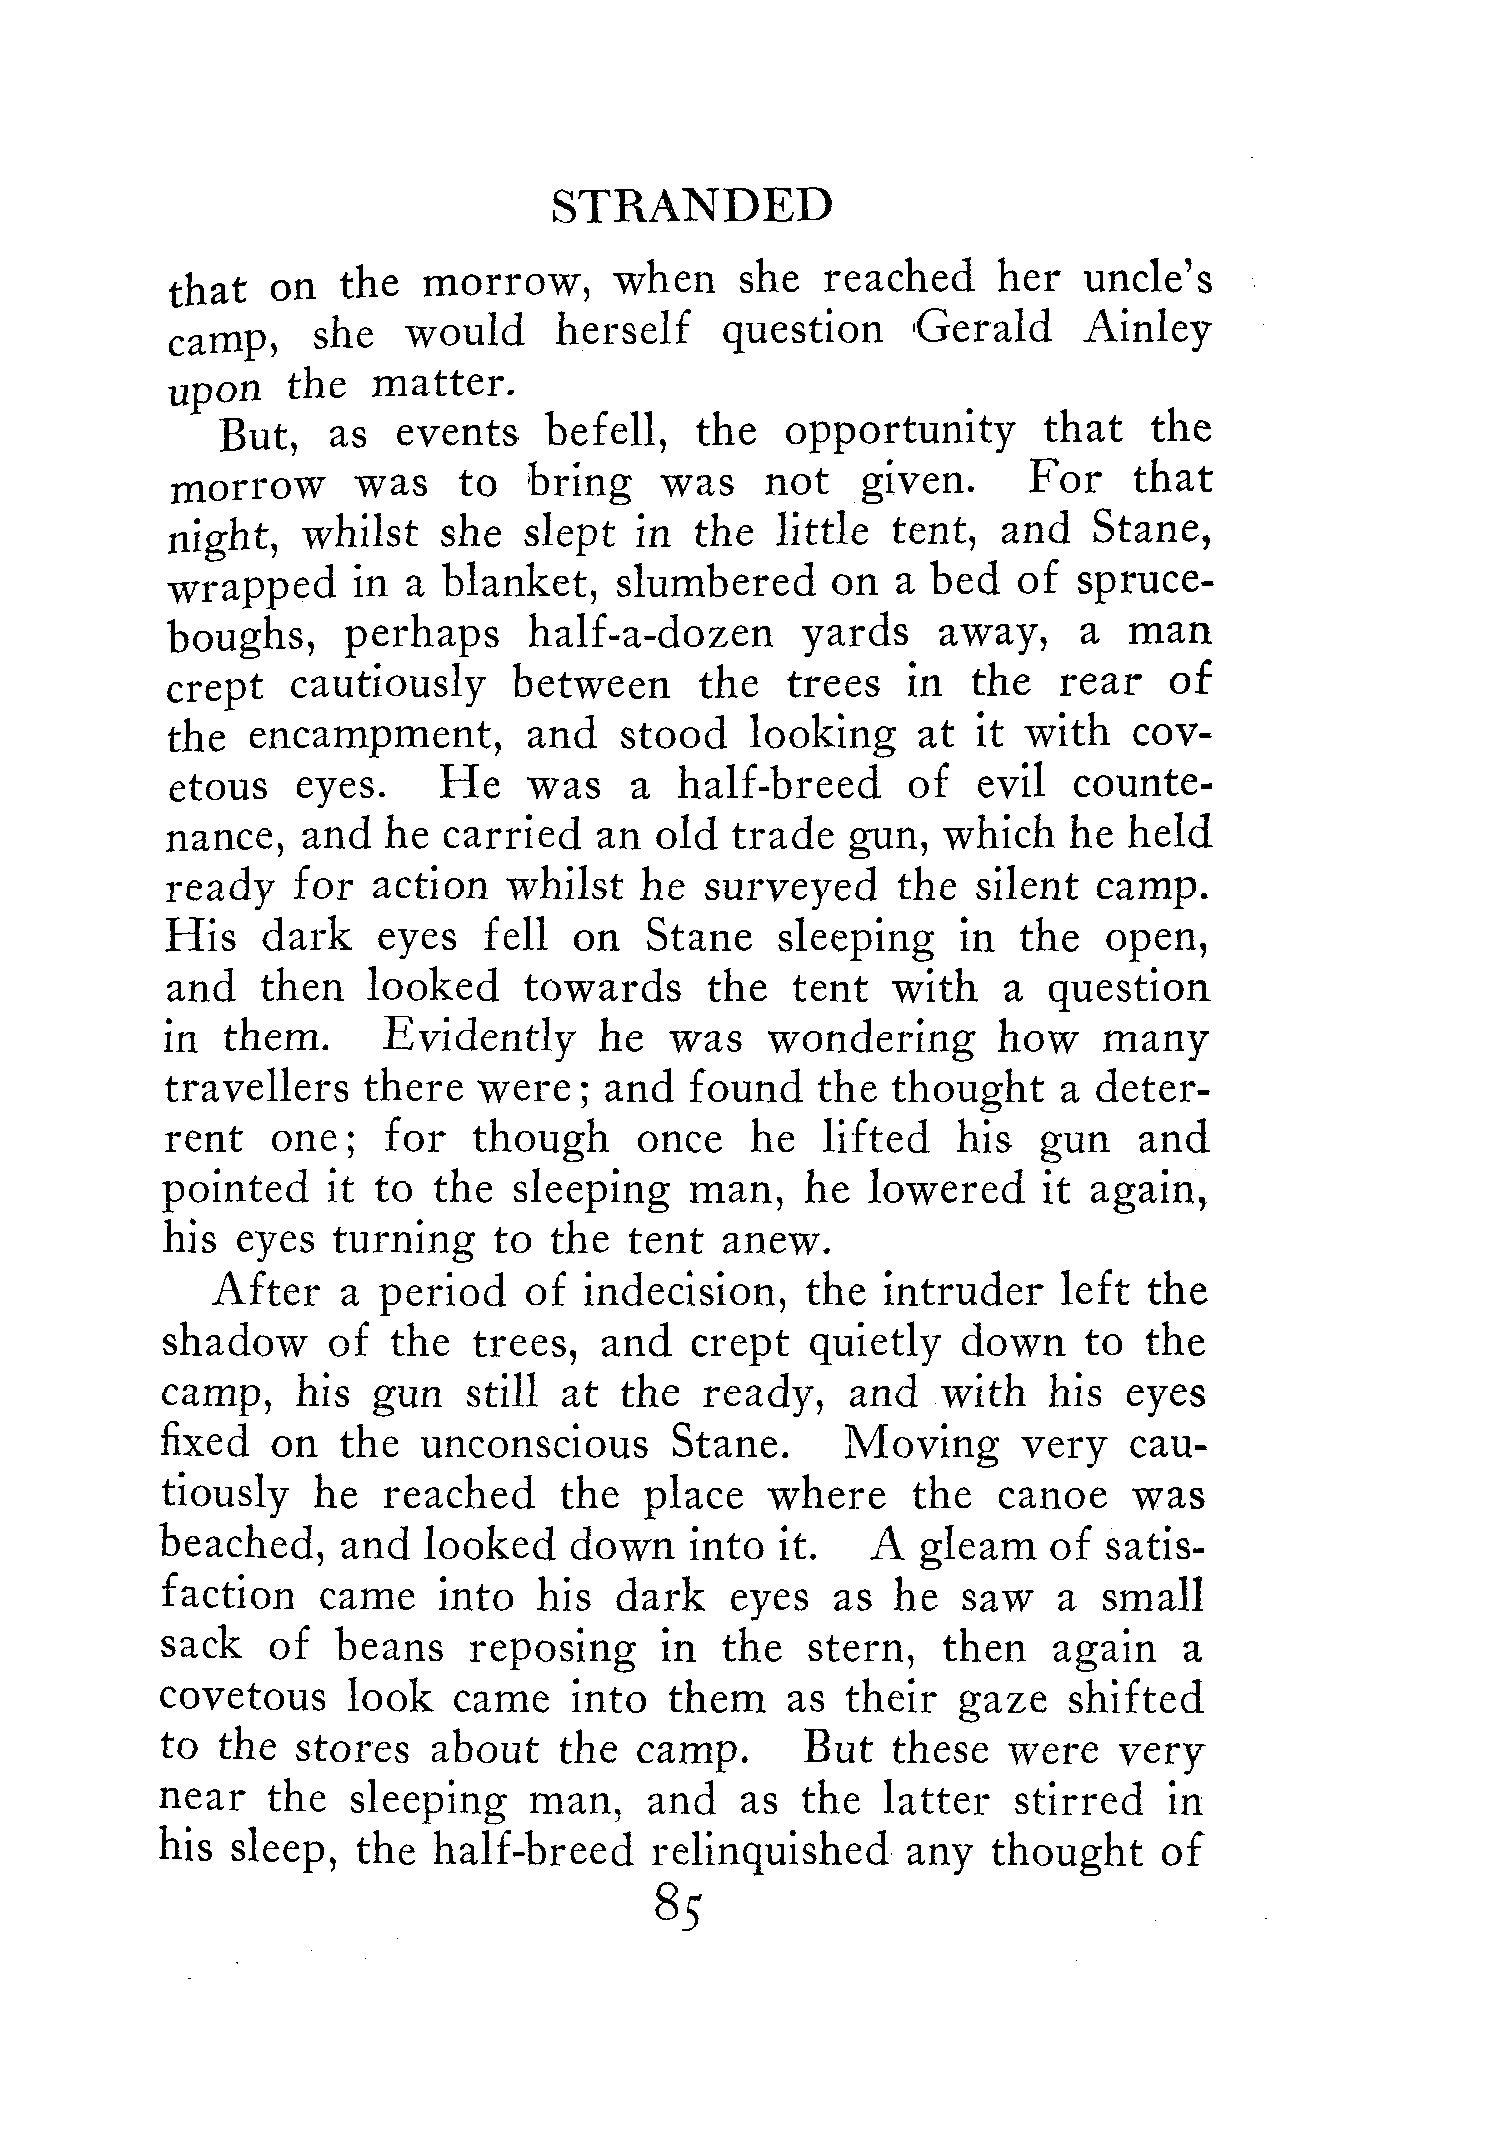 STRANDED
that on the morrow, when she reached her uncle's
camp, she would herself question Gerald Ainley
upon the matter.
But, as events befell, the opportunity that the
morrow was to bring was not given. For that
night, whilst she slept in the little tent, and Stane,
wrapped in a blanket, slumbered on a bed of spruce-
boughs, perhaps half-a-dozen yards away, a man
crept cautiously between the trees in the rear of
the encampment, and stood looking at it with cov-
etous eyes. He was a half-breed of evil counte-
nance, and he carried an old trade gun, which he held
ready for action whilst he surveyed the silent camp.
His dark eyes fell on Stane sleeping in the open,
and then looked towards the tent with a question
in them. Evidently he was wondering how many
travellers there were; and found the thought a deter-
rent one; for though once he lifted his gun and
pointed it to the sleeping man, he lowered it again,
his eyes turning to the tent anew.
After a period of indecision, the intruder left the
shadow of the trees, and crept quietly down to the
camp, his gun still at the ready, and with his eyes
fixed on the unconscious Stane. Moving very cau-
tiously he reached the place where the canoe was
beached, and looked down into it. A gleam of satis-
faction came into his dark eyes as he saw a small
sack of beans reposing in the stern, then again a
covetous look came into them as their gaze shifted
to the stores about the camp. But these were very
near the sleeping man, and as the latter stirred in
his sleep, the half-breed relinquished any thought of
85